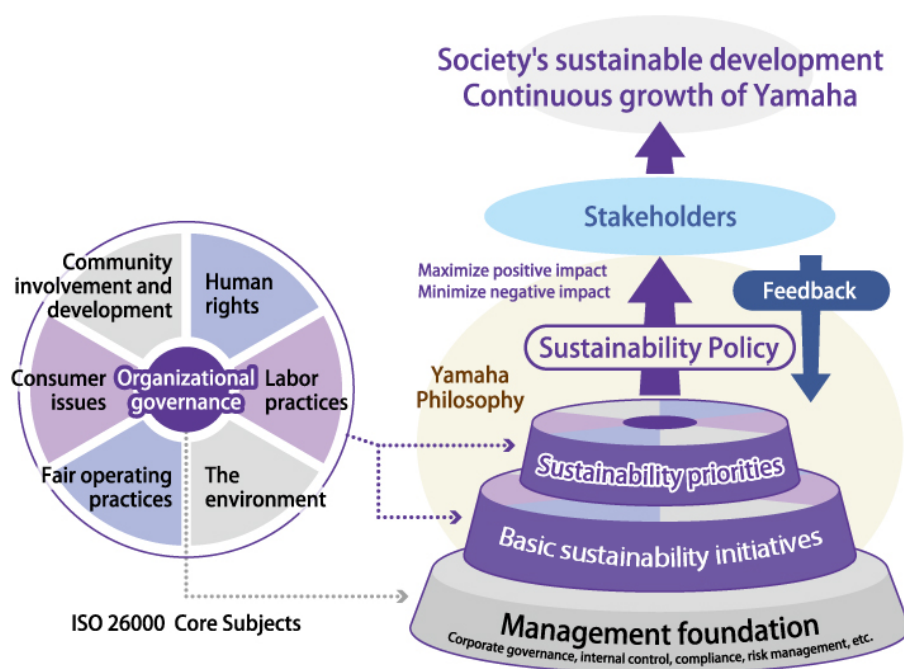 Society's sustainable development
Continuous growth of Yamaha
Stakeholders
Maximize positive impact
Minimize negative impact
Feedback
Sustainability Policy
Yamaha
Philosophy
Sustainability priorities
Basic sustainability initiatives
Management foundation
Corporate governance, internal control, compliance, risk management, etc.
Community
involvement and
development
Human
rights
Consumer
issues
Organizational
governance
Labor
practices
Fair operating
practices
The
environment
ISO 26000 Core Subjects